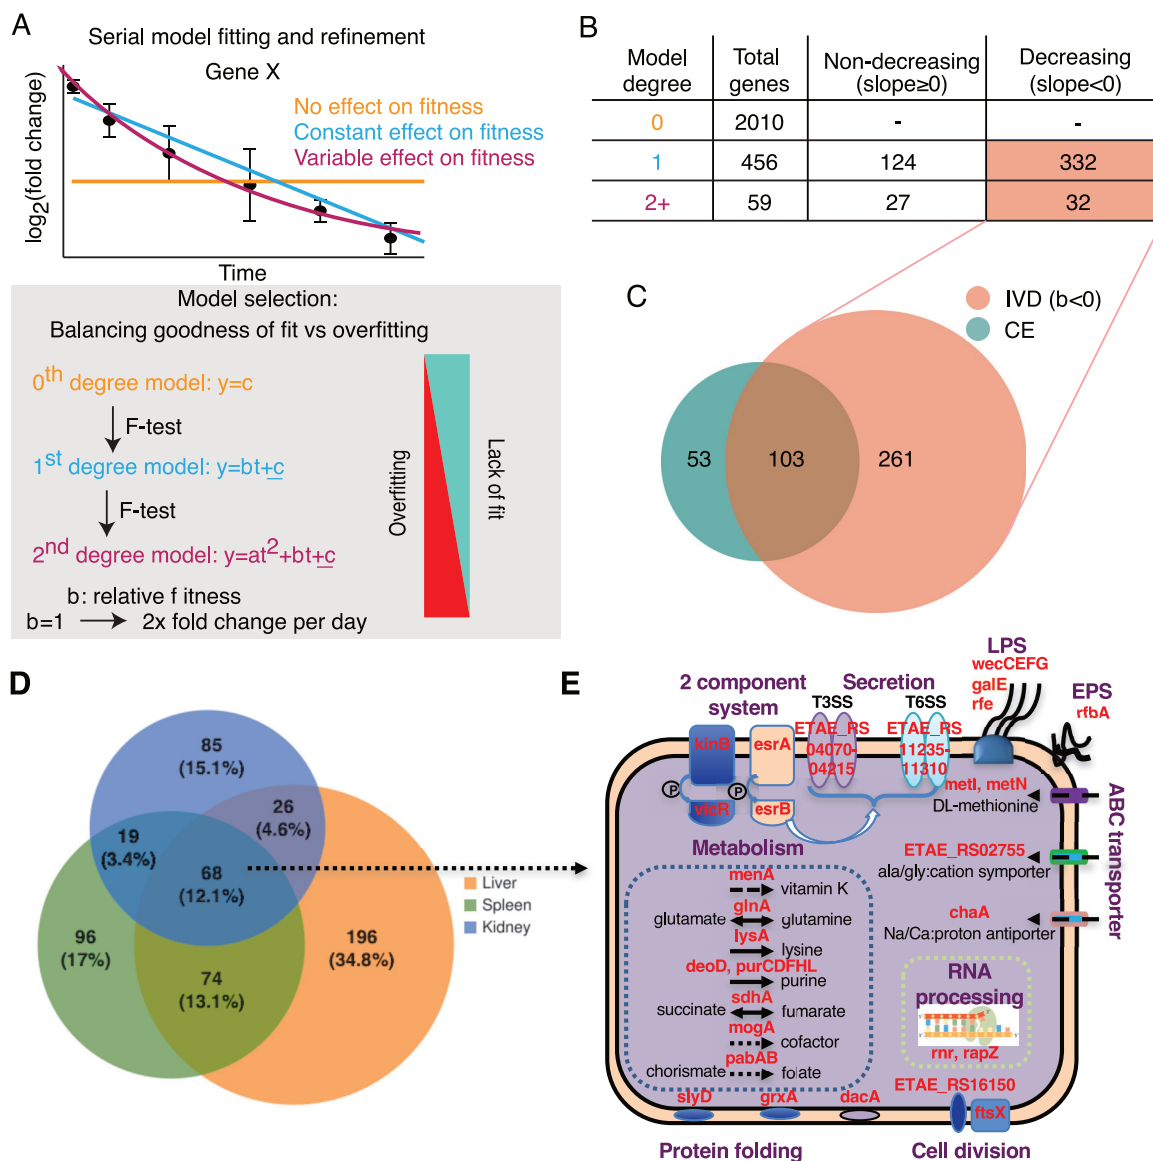 A
Serial model fitting and refinement
Gene X
No effect on fitness
Constant effect on fitness
Variable effect on fitness
log2(fold change)
Time
Model selection:
Balancing goodness of fit vs overfitting
0th degree model: y=c
F-test
1st degree model: y=bt+c
F-test
2nd degree model: y=at2+bt+c
b: relative f itness
b=1 → 2x fold change per day
Overfitting
Lack of fit
B
Model degree Total genes Non-decreasing (slope≥0) Decreasing (slope<0)
0 2010 - -
1 456 124 332
2+ 59 27 32
C
IVD (b<0)
CE
53 103 261
D
85
(15.1%)
26
(4.6%)
19
(3.4%)
68
(12.1%)
Liver
Spleen
Kidney
96
(17%)
196
(34.8%)
74
(13.1%)
E
LPS
wecCEFG
galE
rfe
EPS
rfbA
2 component
system
Secretion
T3SS
T6SS
kinB
esrA
ETAE_RS
04070-
04215
ETAE_RS
11235-
11310
P
P
vicR
esrB
metI, metN
DL-methionine
ABC transporter
ETAE_RS02755
ala/gly:cation symporter
chaA
Na/Ca:proton antiporter
Metabolism
menA
vitamin K
glnA
glutamate glutamine
lysA
lysine
deoD, purCDFHL
purine
sdhA
succinate fumarate
mogA
cofactor
pabAB
chorismate folate
RNA
processing
rnr, rapZ
slyD grxA dacA
ETAE_RS16150
ftsX
Protein folding
Cell division